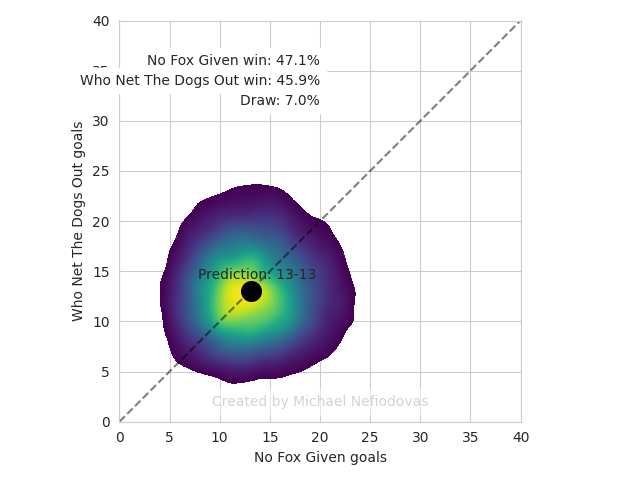 40
No Fox Given win: 47.1%
35
Who Net The Dogs Out win: 45.9%
Draw: 7.0%
30
25
20
15
Prediction: 13-13
10
5
Created by Michael Nefiodovas
0
0 5 10 15 20 25 30 35 40
No Fox Given goals
Who Net The Dogs Out goals